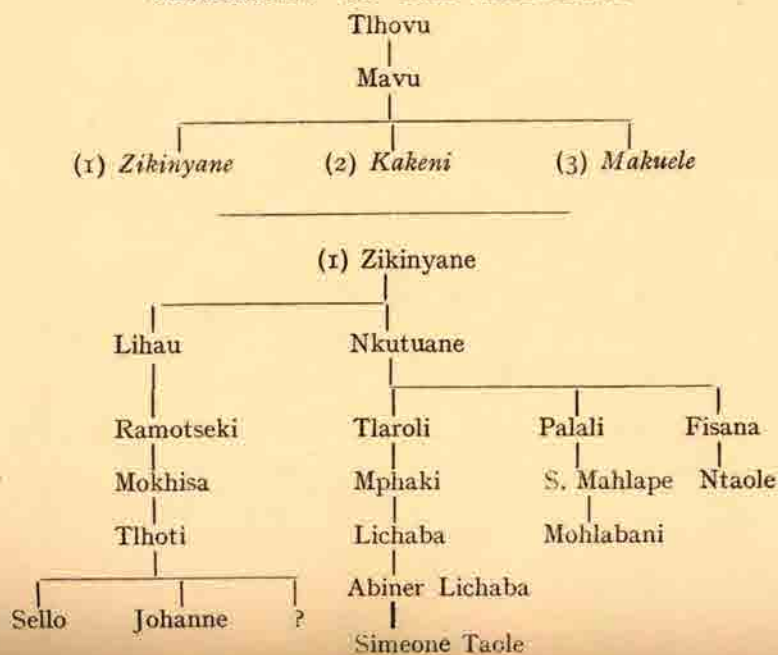 Tlhovu
Mavu
(1) Zikinyane (2) Kakeni (3) Makuele
(1) Zikinyane
Lihau Nkutuane
Ramotseki Tlaroli Palali Fisana
Mokhisa Mphaki S. Mahlape Ntaole
Tlhoti Lichaba Mohlabani
Abiner Lichaba
Sello Johanne ?
Simeone Taole